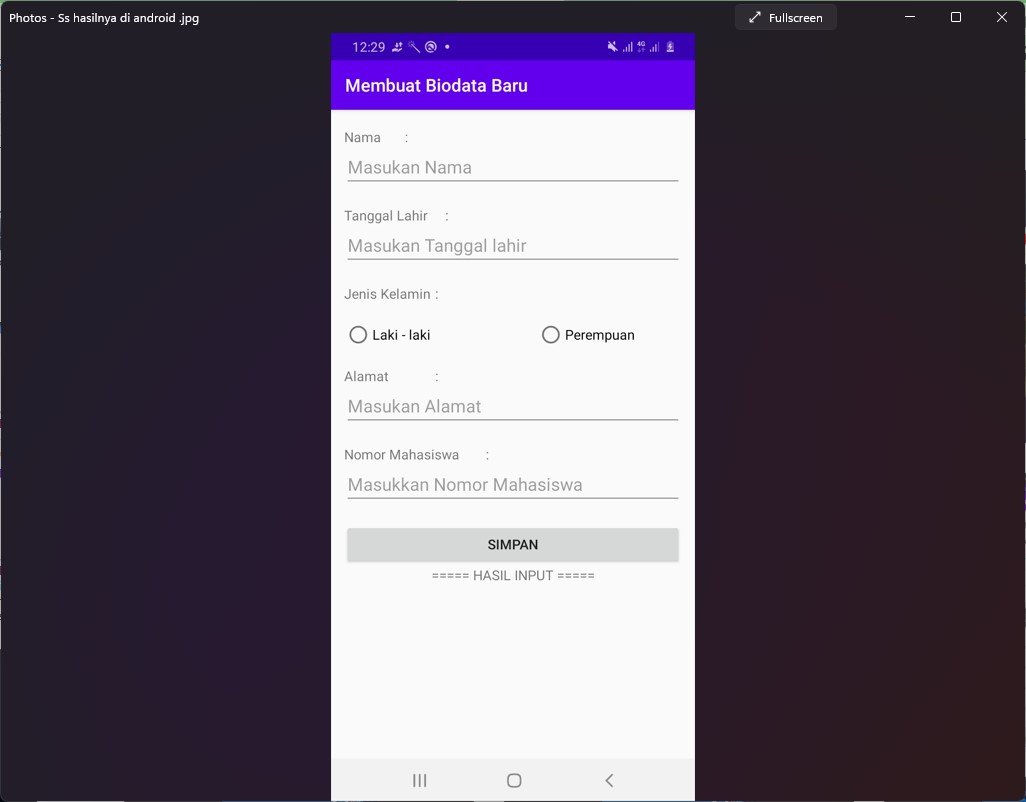 Photos - Ss hasilnya di android .jpg
Fullscreen
12:29
4G
Membuat Biodata Baru
Nama :
Masukan Nama
Tanggal Lahir :
Masukan Tanggal lahir
Jenis Kelamin :
Laki - laki Perempuan
Alamat :
Masukan Alamat
Nomor Mahasiswa :
Masukkan Nomor Mahasiswa
SIMPAN
===== HASIL INPUT =====